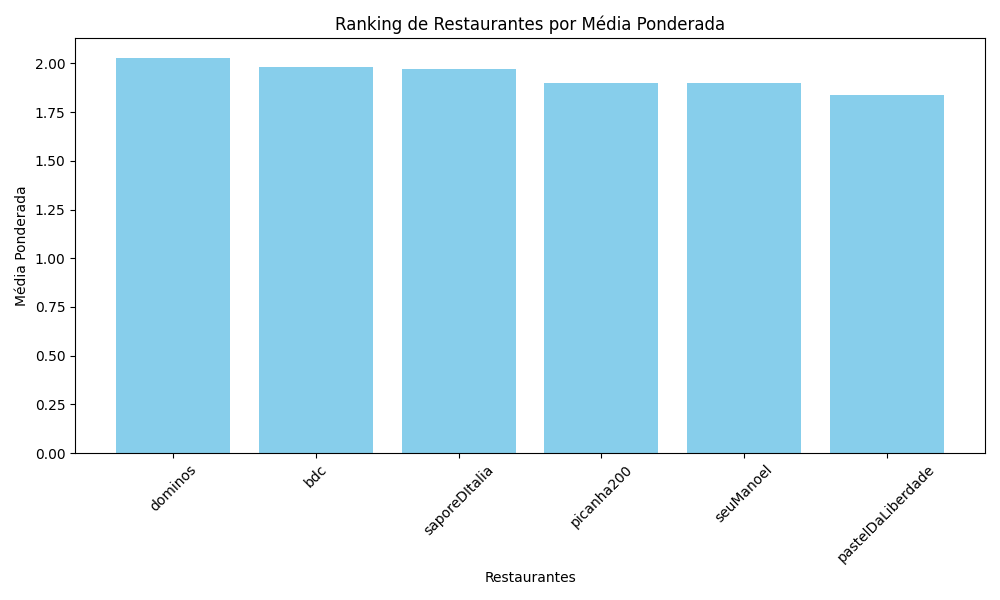 Ranking de Restaurantes por Média Ponderada
Média Ponderada
2.00
1.75
1.50
1.25
1.00
0.75
0.50
0.25
0.00
dominos
bdc
saporeDItalia
picanha200
seuManoel
pastelDaLiberdade
Restaurantes